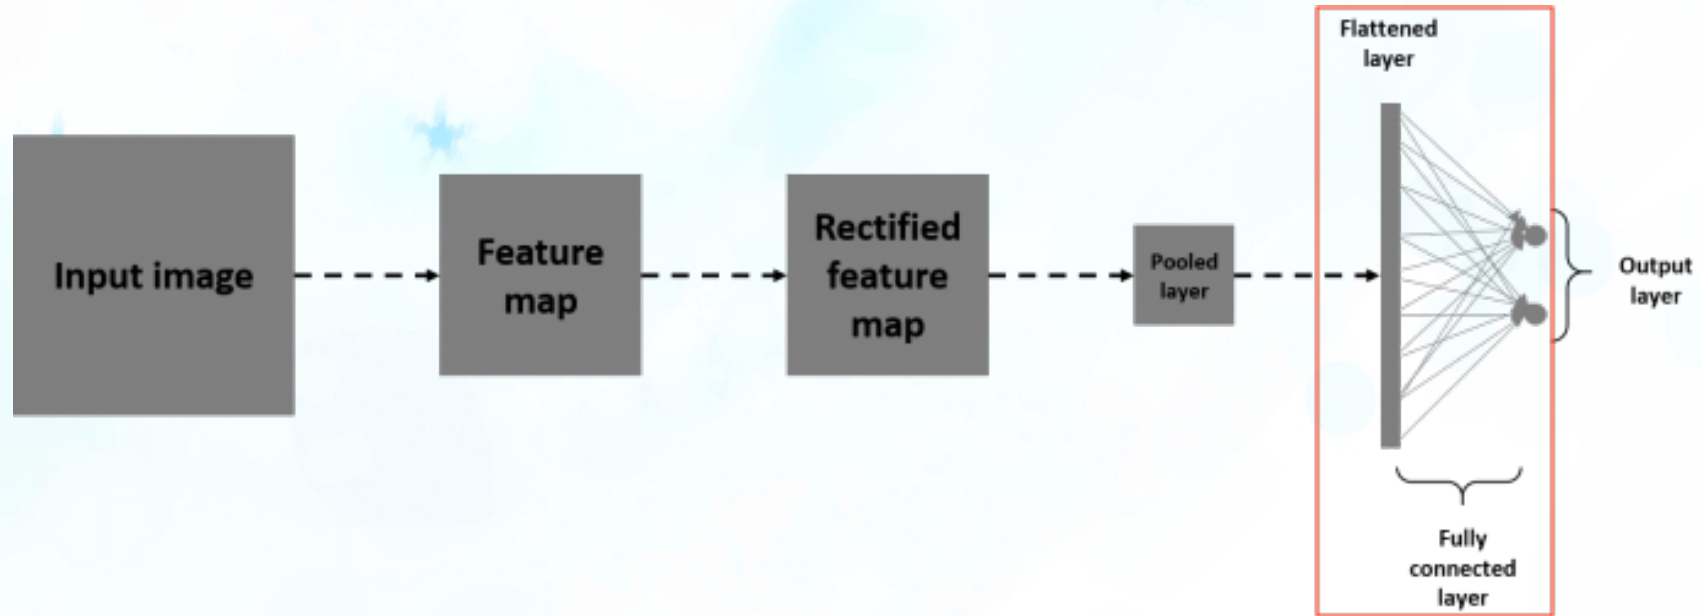 Flattened
layer
Input image
Feature
map
Rectified
feature
map
Pooled
layer
Output
layer
Fully
connected
layer